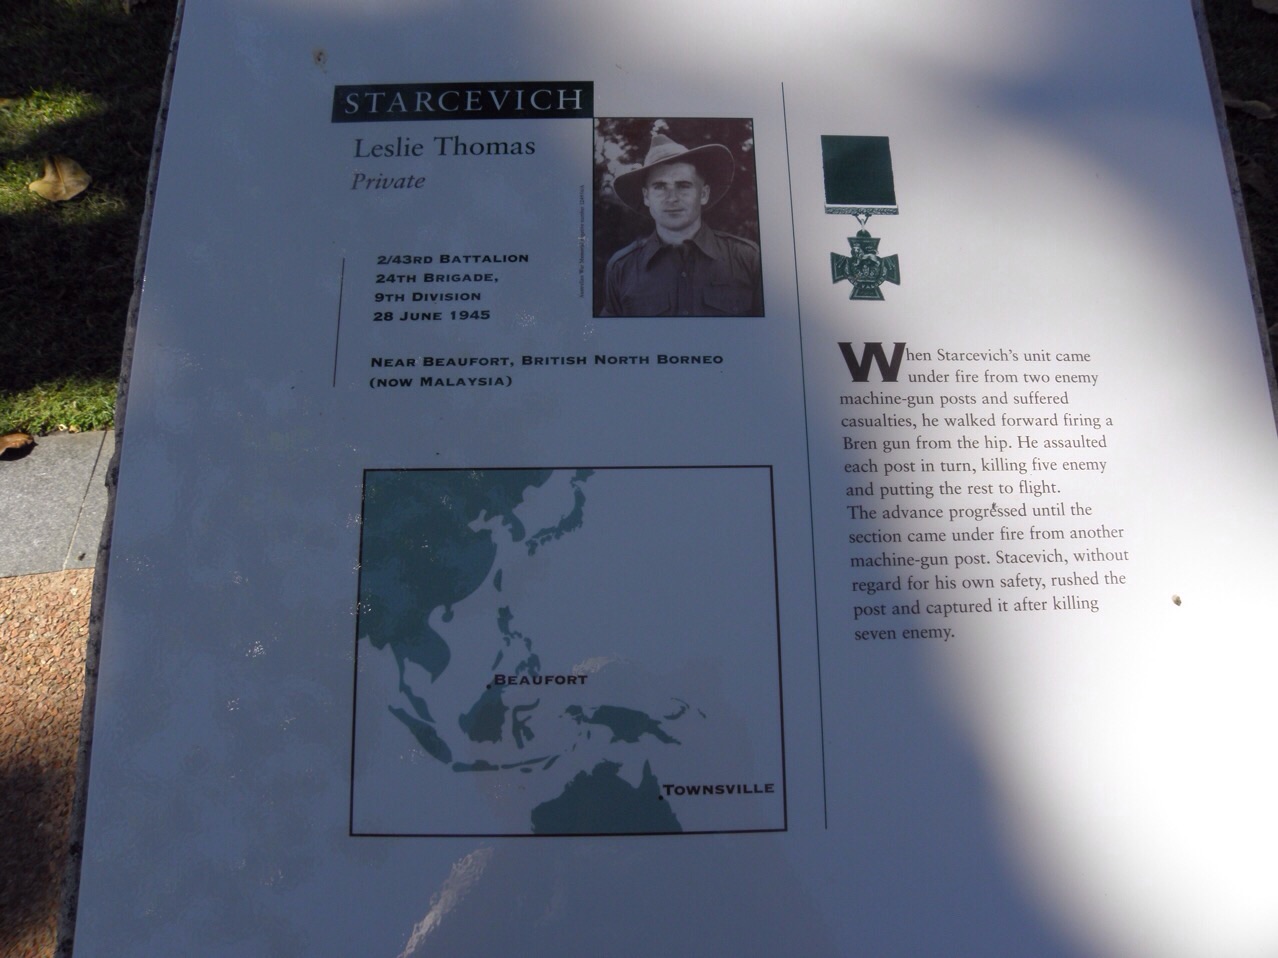 STARCEVICH
Leslie Thomas
Private
2/43RD BATTALION
24TH BRIGADE,
9TH DIVISION
28 JUNE 1945
NEAR BEAUFORT, BRITISH NORTH BORNEO
(NOW MALAYSIA)
BEAUFORT
TOWNSVILLE
When Starcevich's unit came
under fire from two enemy
machine-gun posts and suffered
casualties, he walked forward firing a
Bren gun from the hip. He assaulted
each post in turn, killing five enemy
and putting the rest to flight.
The advance progressed until the
section came under fire from another
machine-gun post. Stacevich, without
regard for his own safety, rushed the
post and captured it after killing
seven enemy.